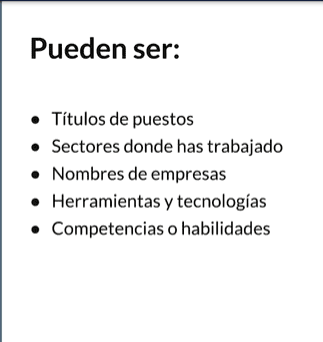 Pueden ser:
• Títulos de puestos
• Sectores donde has trabajado
• Nombres de empresas
• Herramientas y tecnologías
• Competencias o habilidades